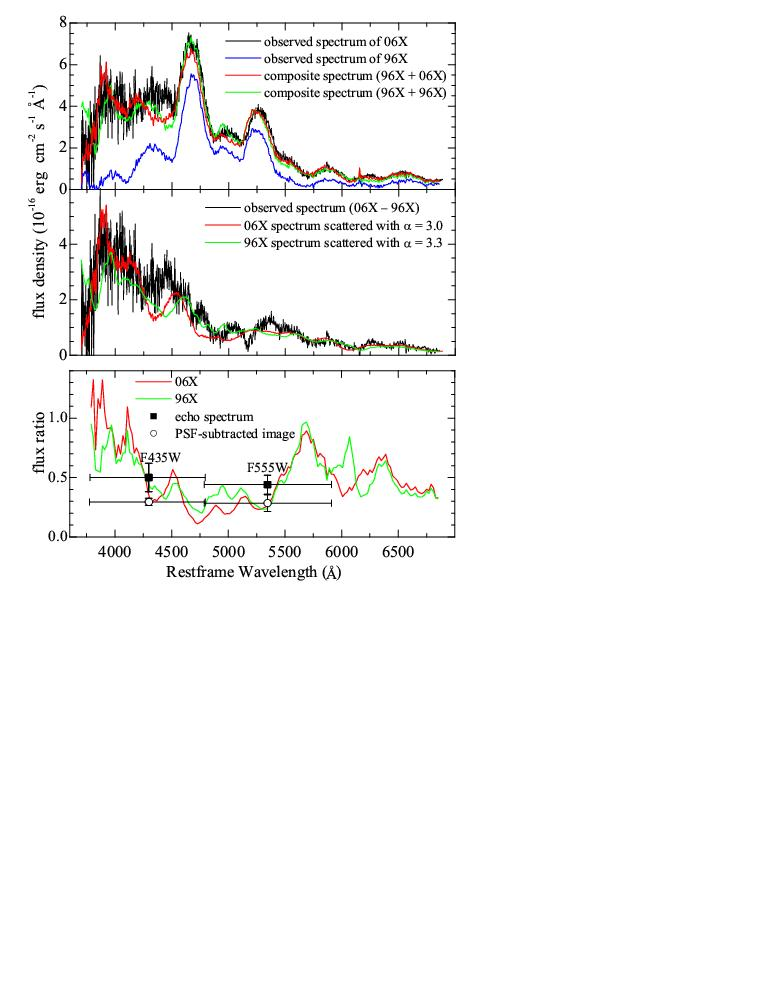 8
6
4
2
0
observed spectrum of 06X
observed spectrum of 96X
composite spectrum (96X + 06X)
composite spectrum (96X + 96X)
flux density (10⁻¹⁶ erg cm⁻² s⁻¹ Å⁻¹)
4
2
0
observed spectrum (06X – 96X)
06X spectrum scattered with α = 3.0
96X spectrum scattered with α = 3.3
flux ratio
1.0
0.5
0.0
06X
96X
echo spectrum
PSF-subtracted image
F435W
F555W
4000 4500 5000 5500 6000 6500
Restframe Wavelength (Å)